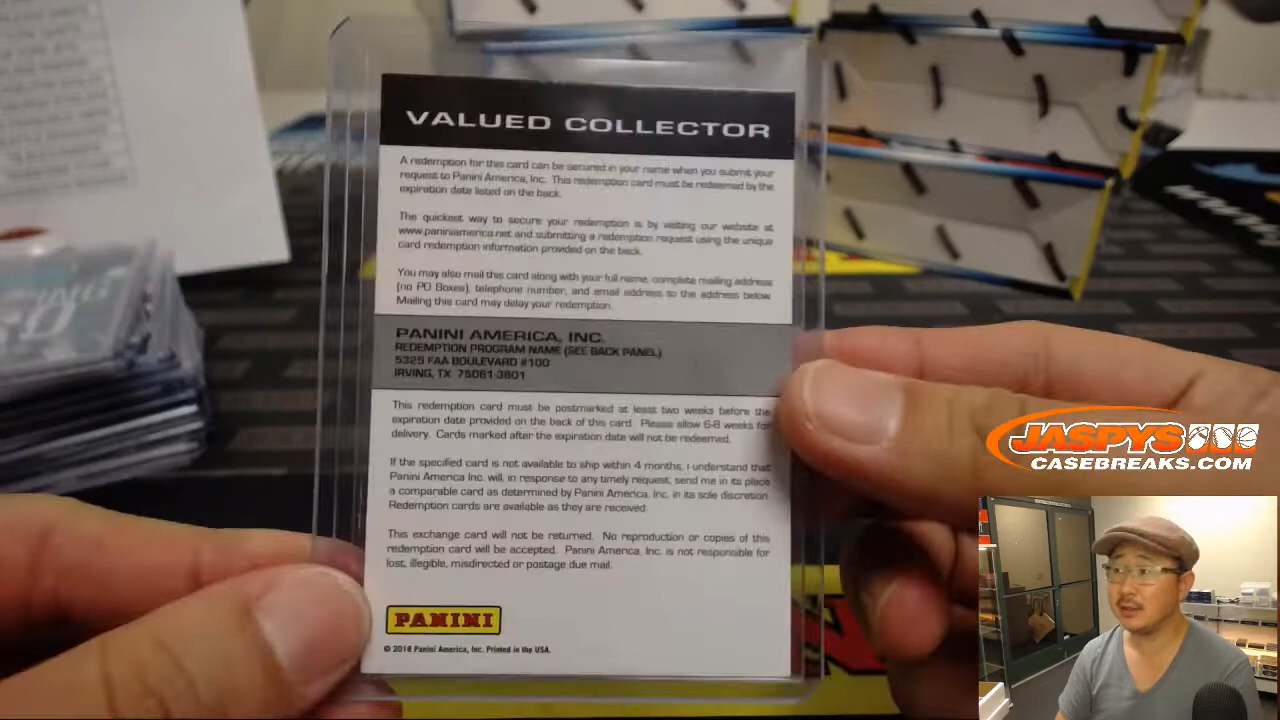 VALUED COLLECTOR
A redemption for this card can be secured in your name when you submit your
request to Panini America, Inc. This redemption card must be redeemed by the
expiration date listed on the back.
The quickest way to secure your redemption is by visiting our website at
www.paniniamerica.net and submitting a redemption request using the unique
card redemption information provided on the back.
You may also mail this card along with your full name, complete mailing address
(no PO Boxes), telephone number, and email address to the address below.
Mailing this card may delay your redemption.
PANINI AMERICA, INC.
REDEMPTION PROGRAM NAME (SEE BACK PANEL)
5325 FAA BOULEVARD #100
IRVING, TX 75061-3801
This redemption card must be postmarked at least two weeks before the
expiration date provided on the back of this card. Please allow 6-8 weeks for
delivery. Cards marked after the expiration date will not be redeemed.
If the specified card is not available to ship within 4 months, I understand that
Panini America Inc. will, in response to any timely request, send me in its place
a comparable card as determined by Panini America, Inc. in its sole discretion.
Redemption cards are available as they are received.
This exchange card will not be returned. No reproduction or copies of this
redemption card will be accepted. Panini America, Inc. is not responsible for
lost, illegible, misdirected or postage due mail.
PANINI
© 2018 Panini America, Inc. Printed in the USA.
JASPYS
CASEBREAKS.COM